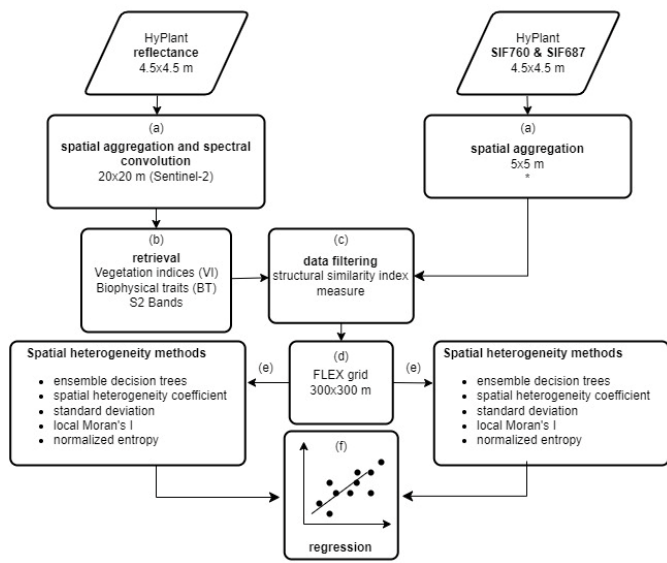 HyPlant
reflectance
4.5x4.5 m
HyPlant
SIF760 & SIF687
4.5x4.5 m
(a)
spatial aggregation and spectral
convolution
20x20 m (Sentinel-2)
(a)
spatial aggregation
5x5 m
*
(b)
retrieval
Vegetation indices (VI)
Biophysical traits (BT)
S2 Bands
(c)
data filtering
structural similarity index
measure
Spatial heterogeneity methods
• ensemble decision trees
• spatial heterogeneity coefficient
• standard deviation
• local Moran's I
• normalized entropy
(e)
(d)
FLEX grid
300x300 m
(e)
Spatial heterogeneity methods
• ensemble decision trees
• spatial heterogeneity coefficient
• standard deviation
• local Moran's I
• normalized entropy
(f)
regression